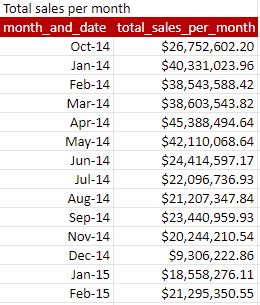 Total sales per month
month_and_date total_sales_per_month
Oct-14 $26,752,602.20
Jan-14 $40,331,023.96
Feb-14 $38,543,588.42
Mar-14 $38,603,543.82
Apr-14 $45,388,494.64
May-14 $42,110,068.64
Jun-14 $24,414,597.17
Jul-14 $22,096,736.93
Aug-14 $21,207,347.84
Sep-14 $23,440,959.93
Nov-14 $20,244,210.54
Dec-14 $9,306,222.86
Jan-15 $18,558,276.11
Feb-15 $21,295,350.55